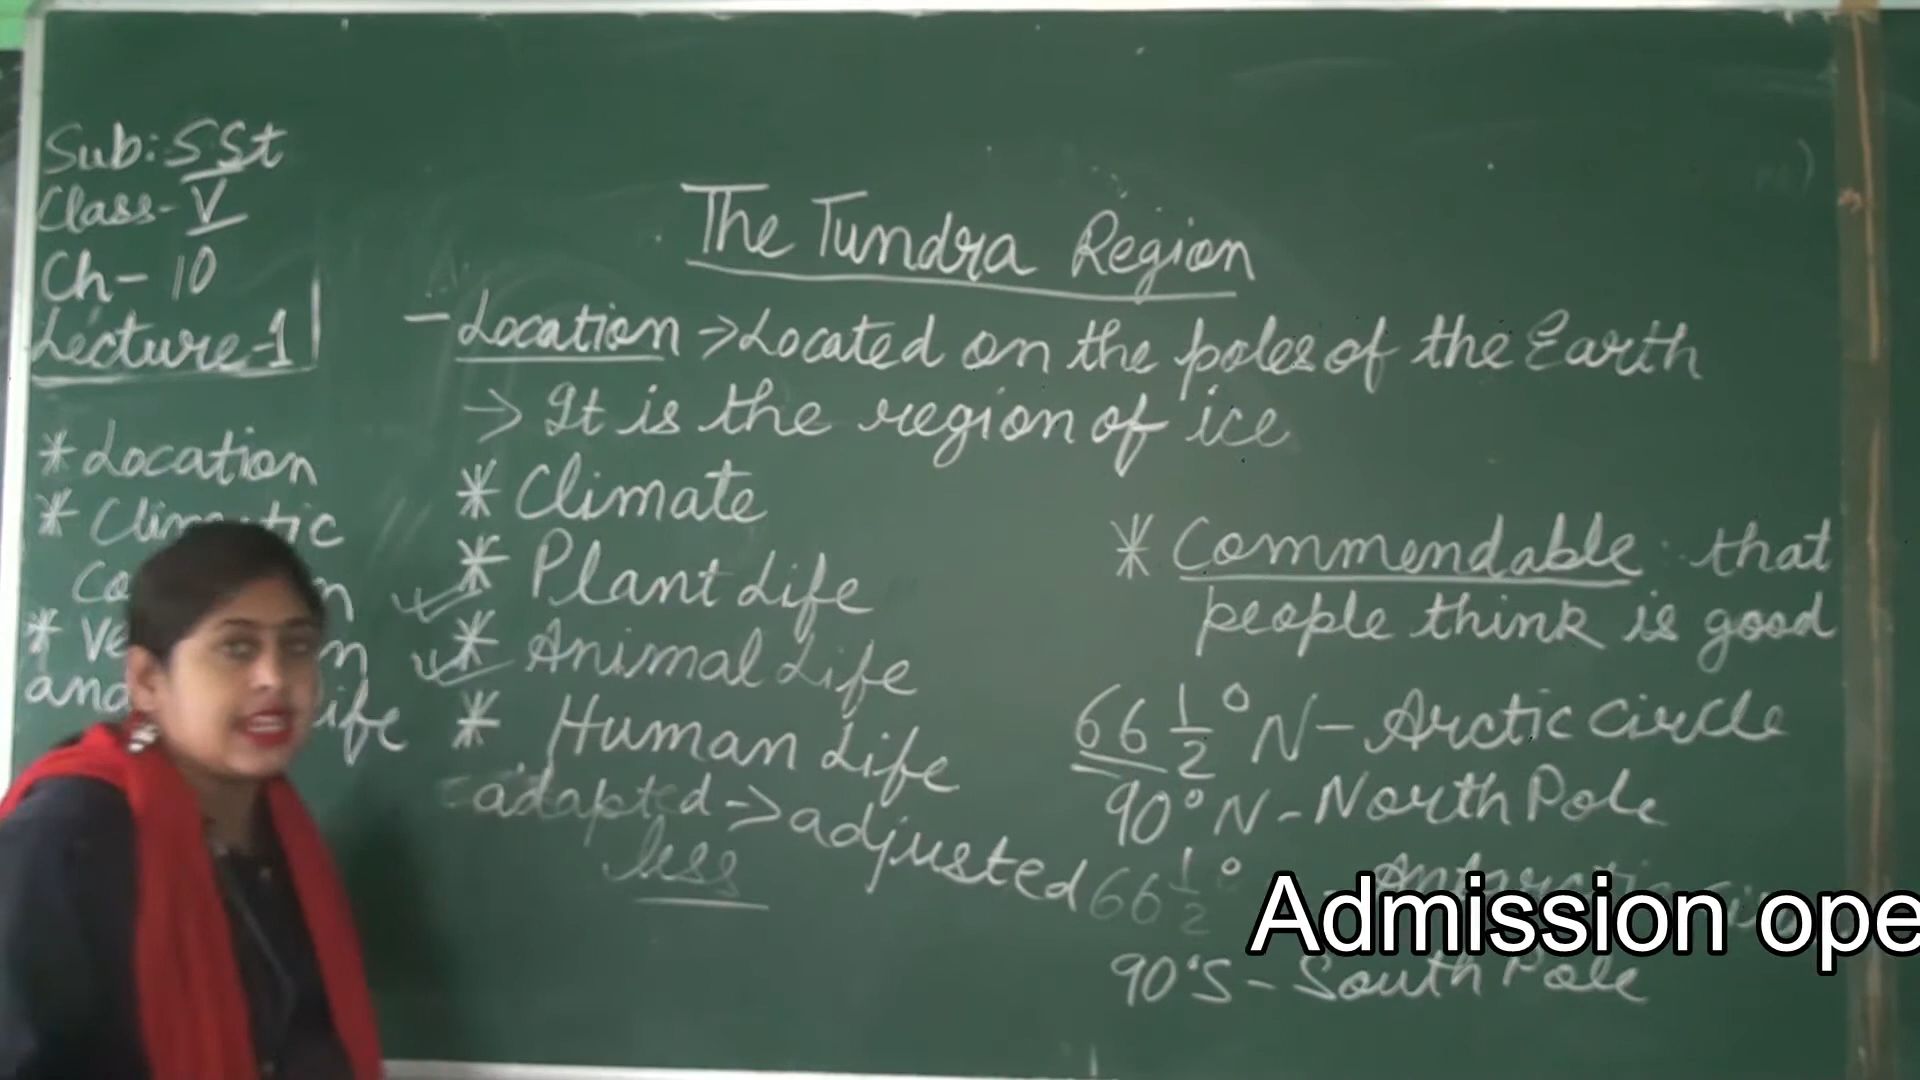 Sub: SSt
Class- V
Ch- 10
Lecture-1
* Location
* Climatic
* 
and life
The Tundra Region
- Location → Located on the poles of the Earth
→ It is the region of ice
* Climate
* Plant Life
* Animal Life
* Human Life
adapted -> adjusted
less
* Commendable : that
people think is good
66 1/2° N - Arctic Circle
90° N - North Pole
66 1/2° -
90°S - South Pole
Admission ope